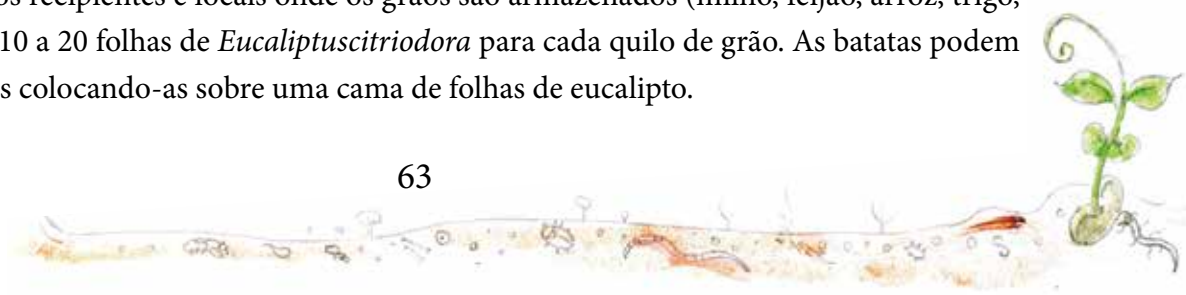 recipientes e locais onde os grãos são armazenados (milho, feijão, arroz, trigo,
10 a 20 folhas de Eucaliptuscitriodora para cada quilo de grão. As batatas podem
s colocando-as sobre uma cama de folhas de eucalipto.
63